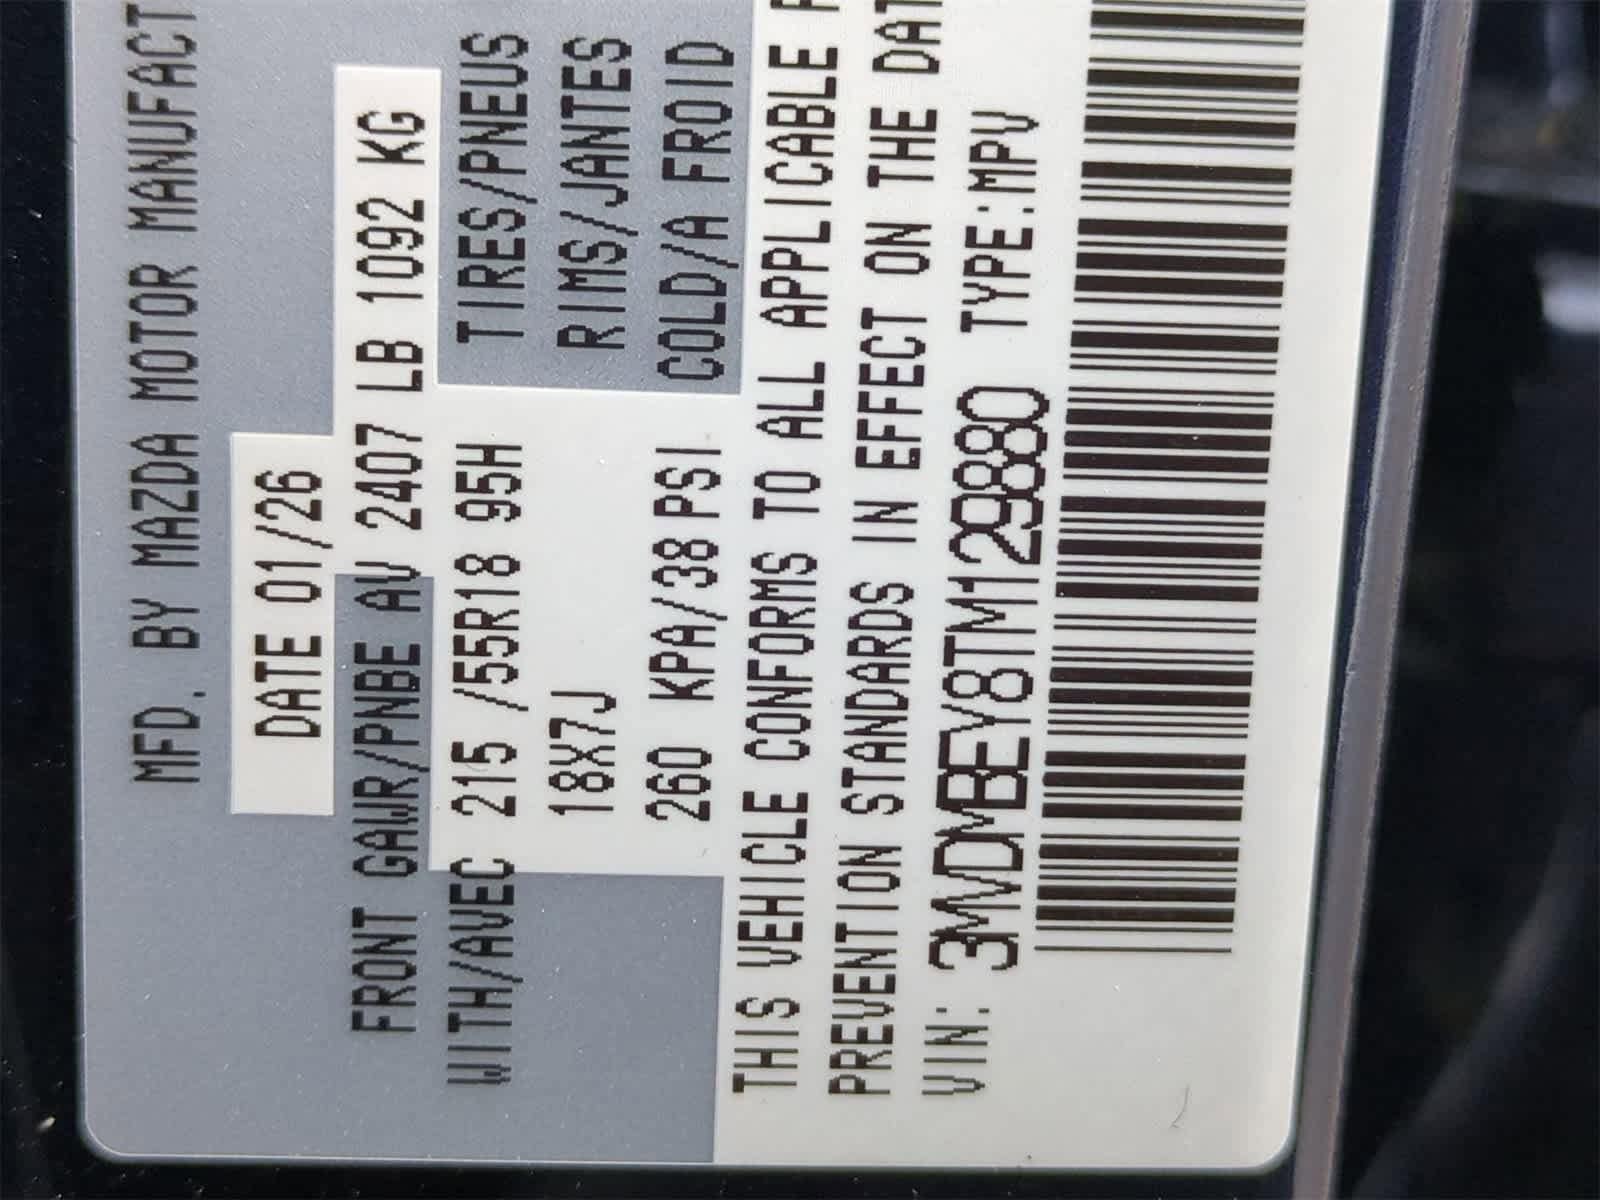 MFD. BY MAZDA MOTOR MANUFACT
DATE 01/26
FRONT GAWR/PNBE AV 2407 LB 1092 KG
WITH/AVEC 215 /55R18 95H TIRES/PNEUS
18X7J RIMS/JANTES
260 KPA/38PSI COLD/A FROID
THIS VEHICLE CONFORMS TO ALL APPLICABLE F
PREVENTION STANDARDS IN EFFECT ON THE DAT
VIN: 3MVDMBEY8TM129880 TYPE:MPV